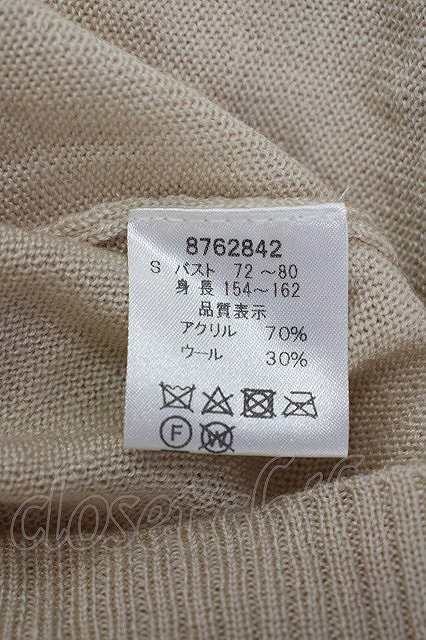 8762842
S バスト 72～80
身長 154～162
品質表示
アクリル 70%
ウール 30%
F W